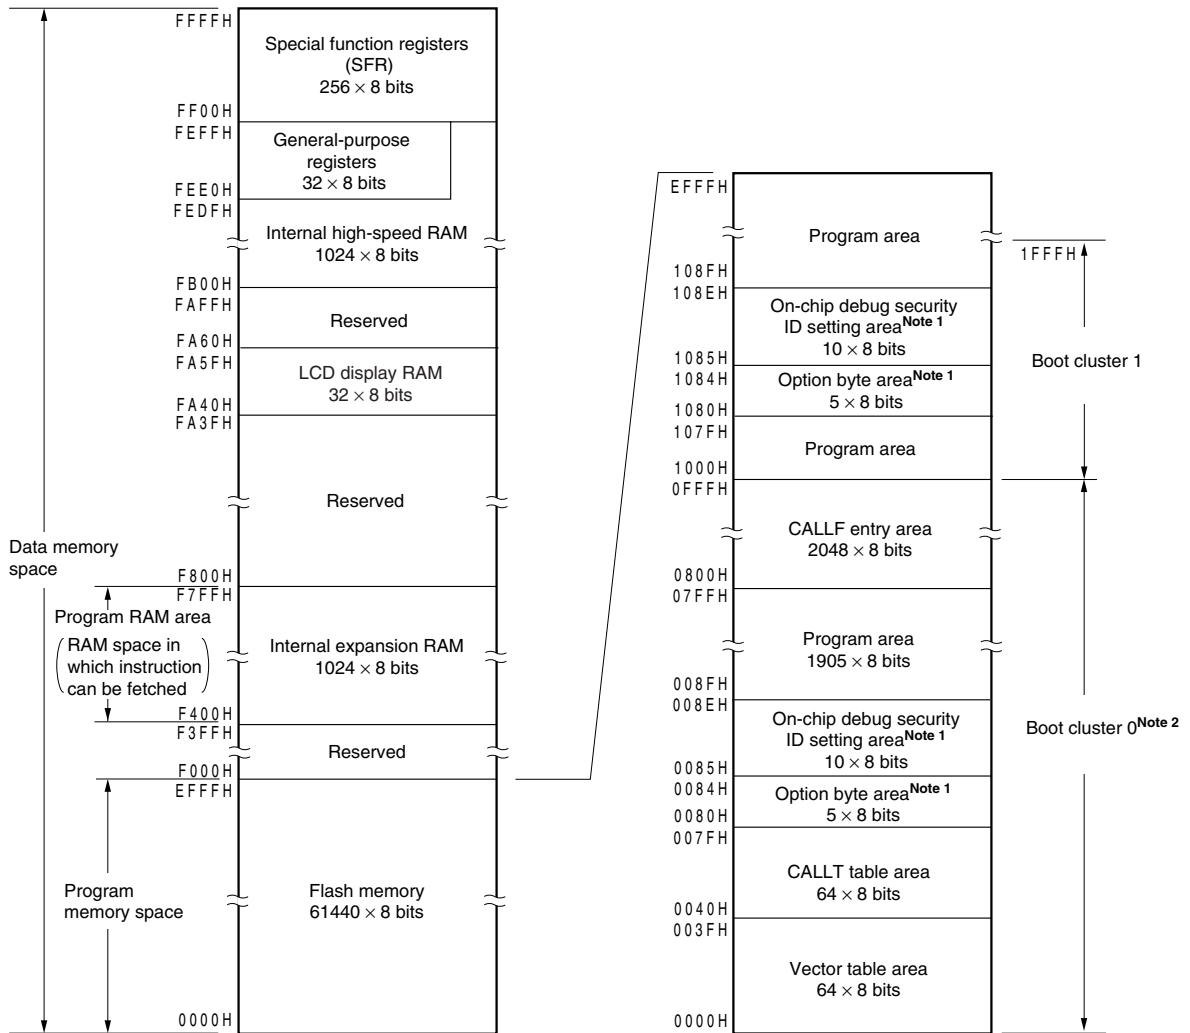 FFFFH
Special function registers
(SFR)
256 × 8 bits
FF00H
FEFFH
General-purpose
registers
32 × 8 bits
FEE0H
FEDFH
Internal high-speed RAM
1024 × 8 bits
FB00H
FAFFH
Reserved
FA60H
FA5FH
LCD display RAM
32 × 8 bits
FA40H
FA3FH
Reserved
Data memory
space
F800H
F7FFH
Program RAM area
RAM space in
which instruction
can be fetched
Internal expansion RAM
1024 × 8 bits
F400H
F3FFH
Reserved
F000H
EFFFH
Program
memory space
Flash memory
61440 × 8 bits
0000H
EFFFH
Program area
1FFFH
108FH
108EH
On-chip debug security
ID setting area Note 1
10 × 8 bits
Boot cluster 1
1085H
1084H
Option byte area Note 1
5 × 8 bits
1080H
107FH
Program area
1000H
0FFFH
CALLF entry area
2048 × 8 bits
0800H
07FFH
Program area
1905 × 8 bits
008FH
008EH
On-chip debug security
ID setting area Note 1
10 × 8 bits
Boot cluster 0 Note 2
0085H
0084H
Option byte area Note 1
5 × 8 bits
0080H
007FH
CALLT table area
64 × 8 bits
0040H
003FH
Vector table area
64 × 8 bits
0000H